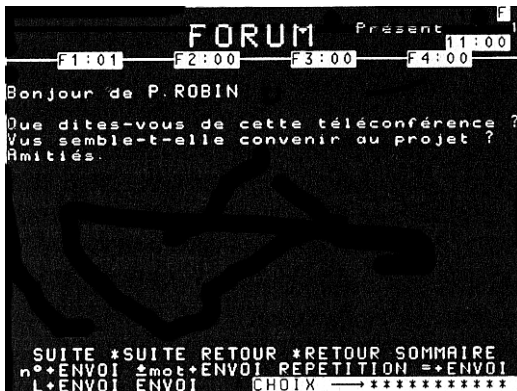 F
FORUM Présent 1
11:00
F1:01 F2:00 F3:00 F4:00
Bonjour de P.ROBIN
Que dites-vous de cette téléconférence ?
Vus semble-t-elle convenir au projet ?
Amitiés.
SUITE *SUITE RETOUR *RETOUR SOMMAIRE
n°+ENVOI ±mot+ENVOI REPETITION =+ENVOI
L+ENVOI ENVOI CHOIX → **********